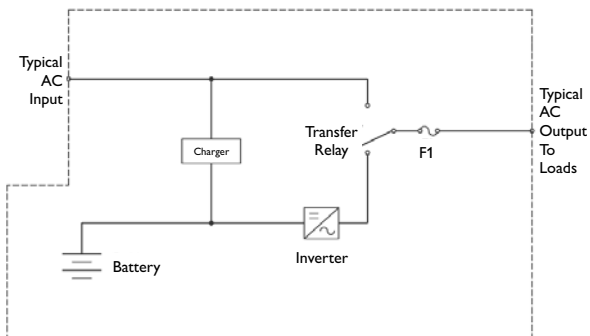 Typical
AC
Input
Charger
Transfer
Relay
F1
Typical
AC
Output
To
Loads
Inverter
Battery